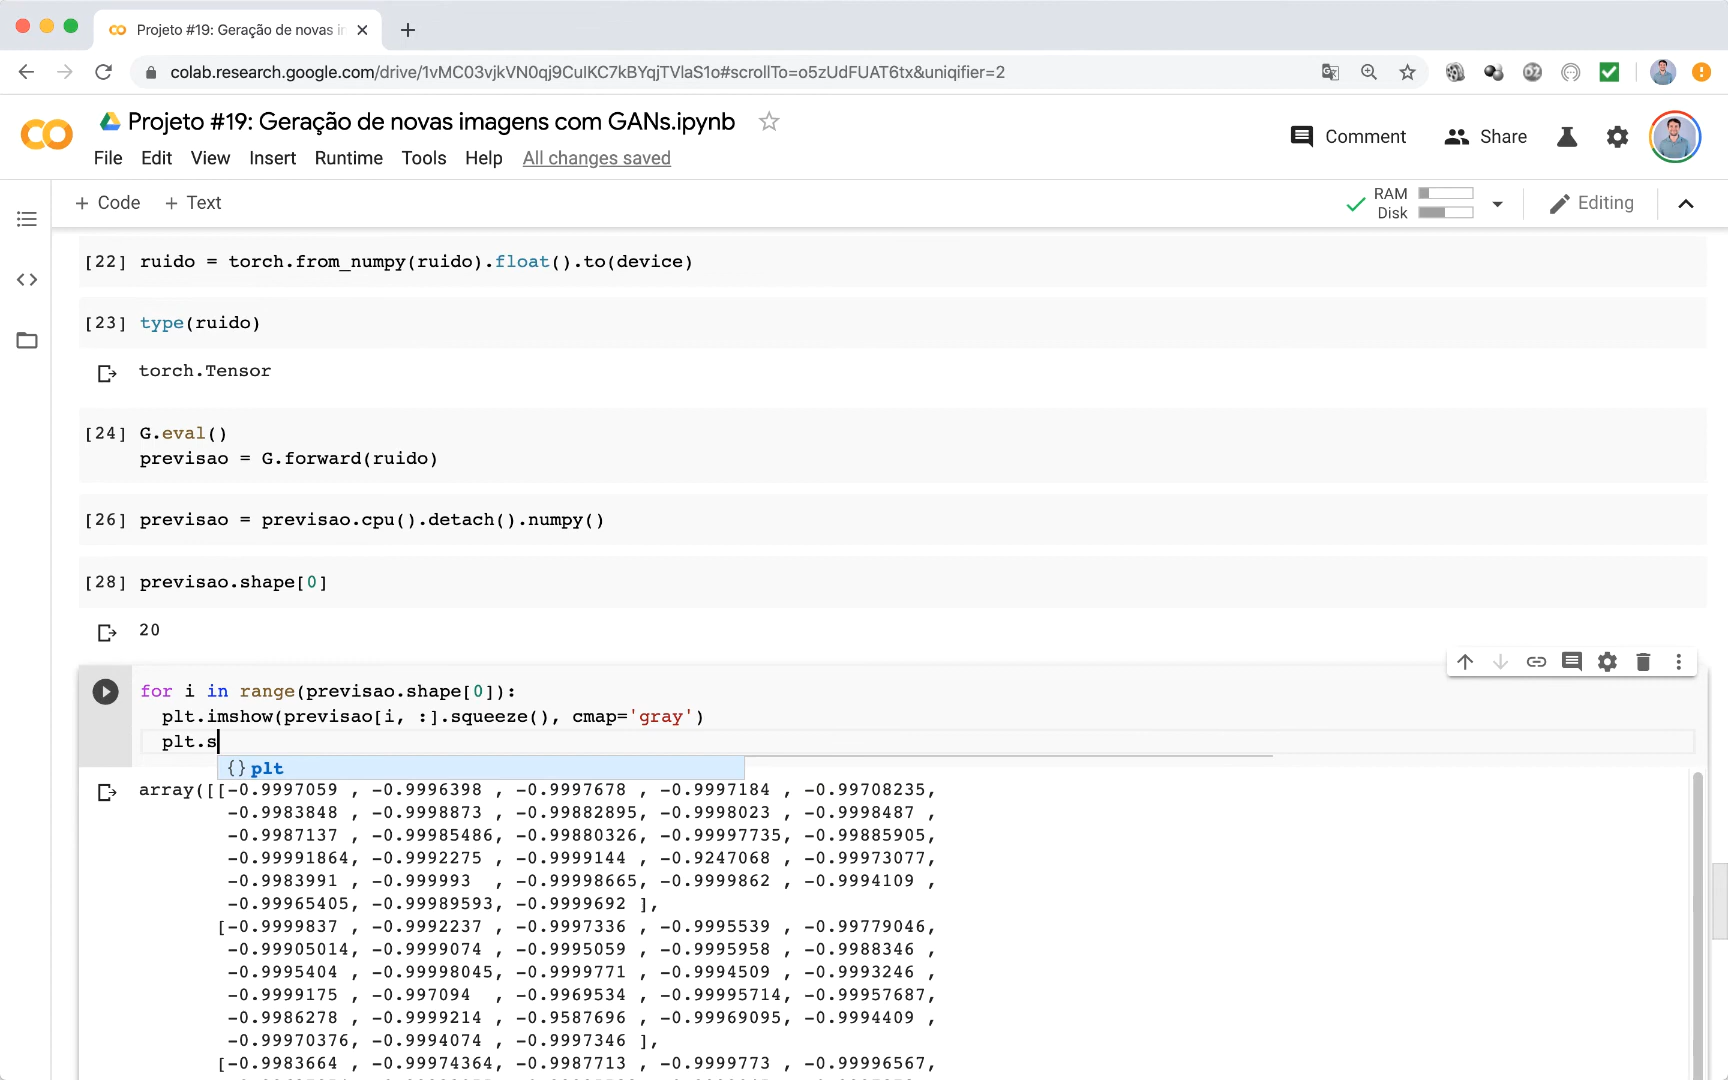 Projeto #19: Geração de novas in
colab.research.google.com/drive/1vMC03vjkVN0qj9CulKC7kBYqjTVlaS1o#scrollTo=o5zUdFUAT6tx&uniqifier=2
Projeto #19: Geração de novas imagens com GANs.ipynb
Comment
Share
File Edit View Insert Runtime Tools Help All changes saved
+ Code + Text
RAM
Disk
Editing
[22] ruido = torch.from_numpy(ruido).float().to(device)
[23] type(ruido)
torch.Tensor
[24] G.eval()
previsao = G.forward(ruido)
[26] previsao = previsao.cpu().detach().numpy()
[28] previsao.shape[0]
20
for i in range(previsao.shape[0]):
plt.imshow(previsao[i, :].squeeze(), cmap='gray')
plt.s
{} plt
array([[-0.9997059 , -0.9996398 , -0.9997678 , -0.9997184 , -0.99708235,
-0.9983848 , -0.9998873 , -0.99882895, -0.9998023 , -0.9998487 ,
-0.9987137 , -0.99985486, -0.99880326, -0.99997735, -0.99885905,
-0.99991864, -0.9992275 , -0.9999144 , -0.9247068 , -0.99973077,
-0.9983991 , -0.999993 , -0.99998665, -0.9999862 , -0.9994109 ,
-0.99965405, -0.99989593, -0.9999692 ],
[-0.9999837 , -0.9992237 , -0.9997336 , -0.9995539 , -0.99779046,
-0.99905014, -0.9999074 , -0.9995059 , -0.9995958 , -0.9988346 ,
-0.9995404 , -0.99998045, -0.9999771 , -0.9994509 , -0.9993246 ,
-0.9999175 , -0.997094 , -0.9969534 , -0.99995714, -0.99957687,
-0.9986278 , -0.9999214 , -0.9587696 , -0.99969095, -0.9994409 ,
-0.99970376, -0.9994074 , -0.9997346 ],
[-0.9983664 , -0.99974364, -0.9987713 , -0.9999773 , -0.99996567,